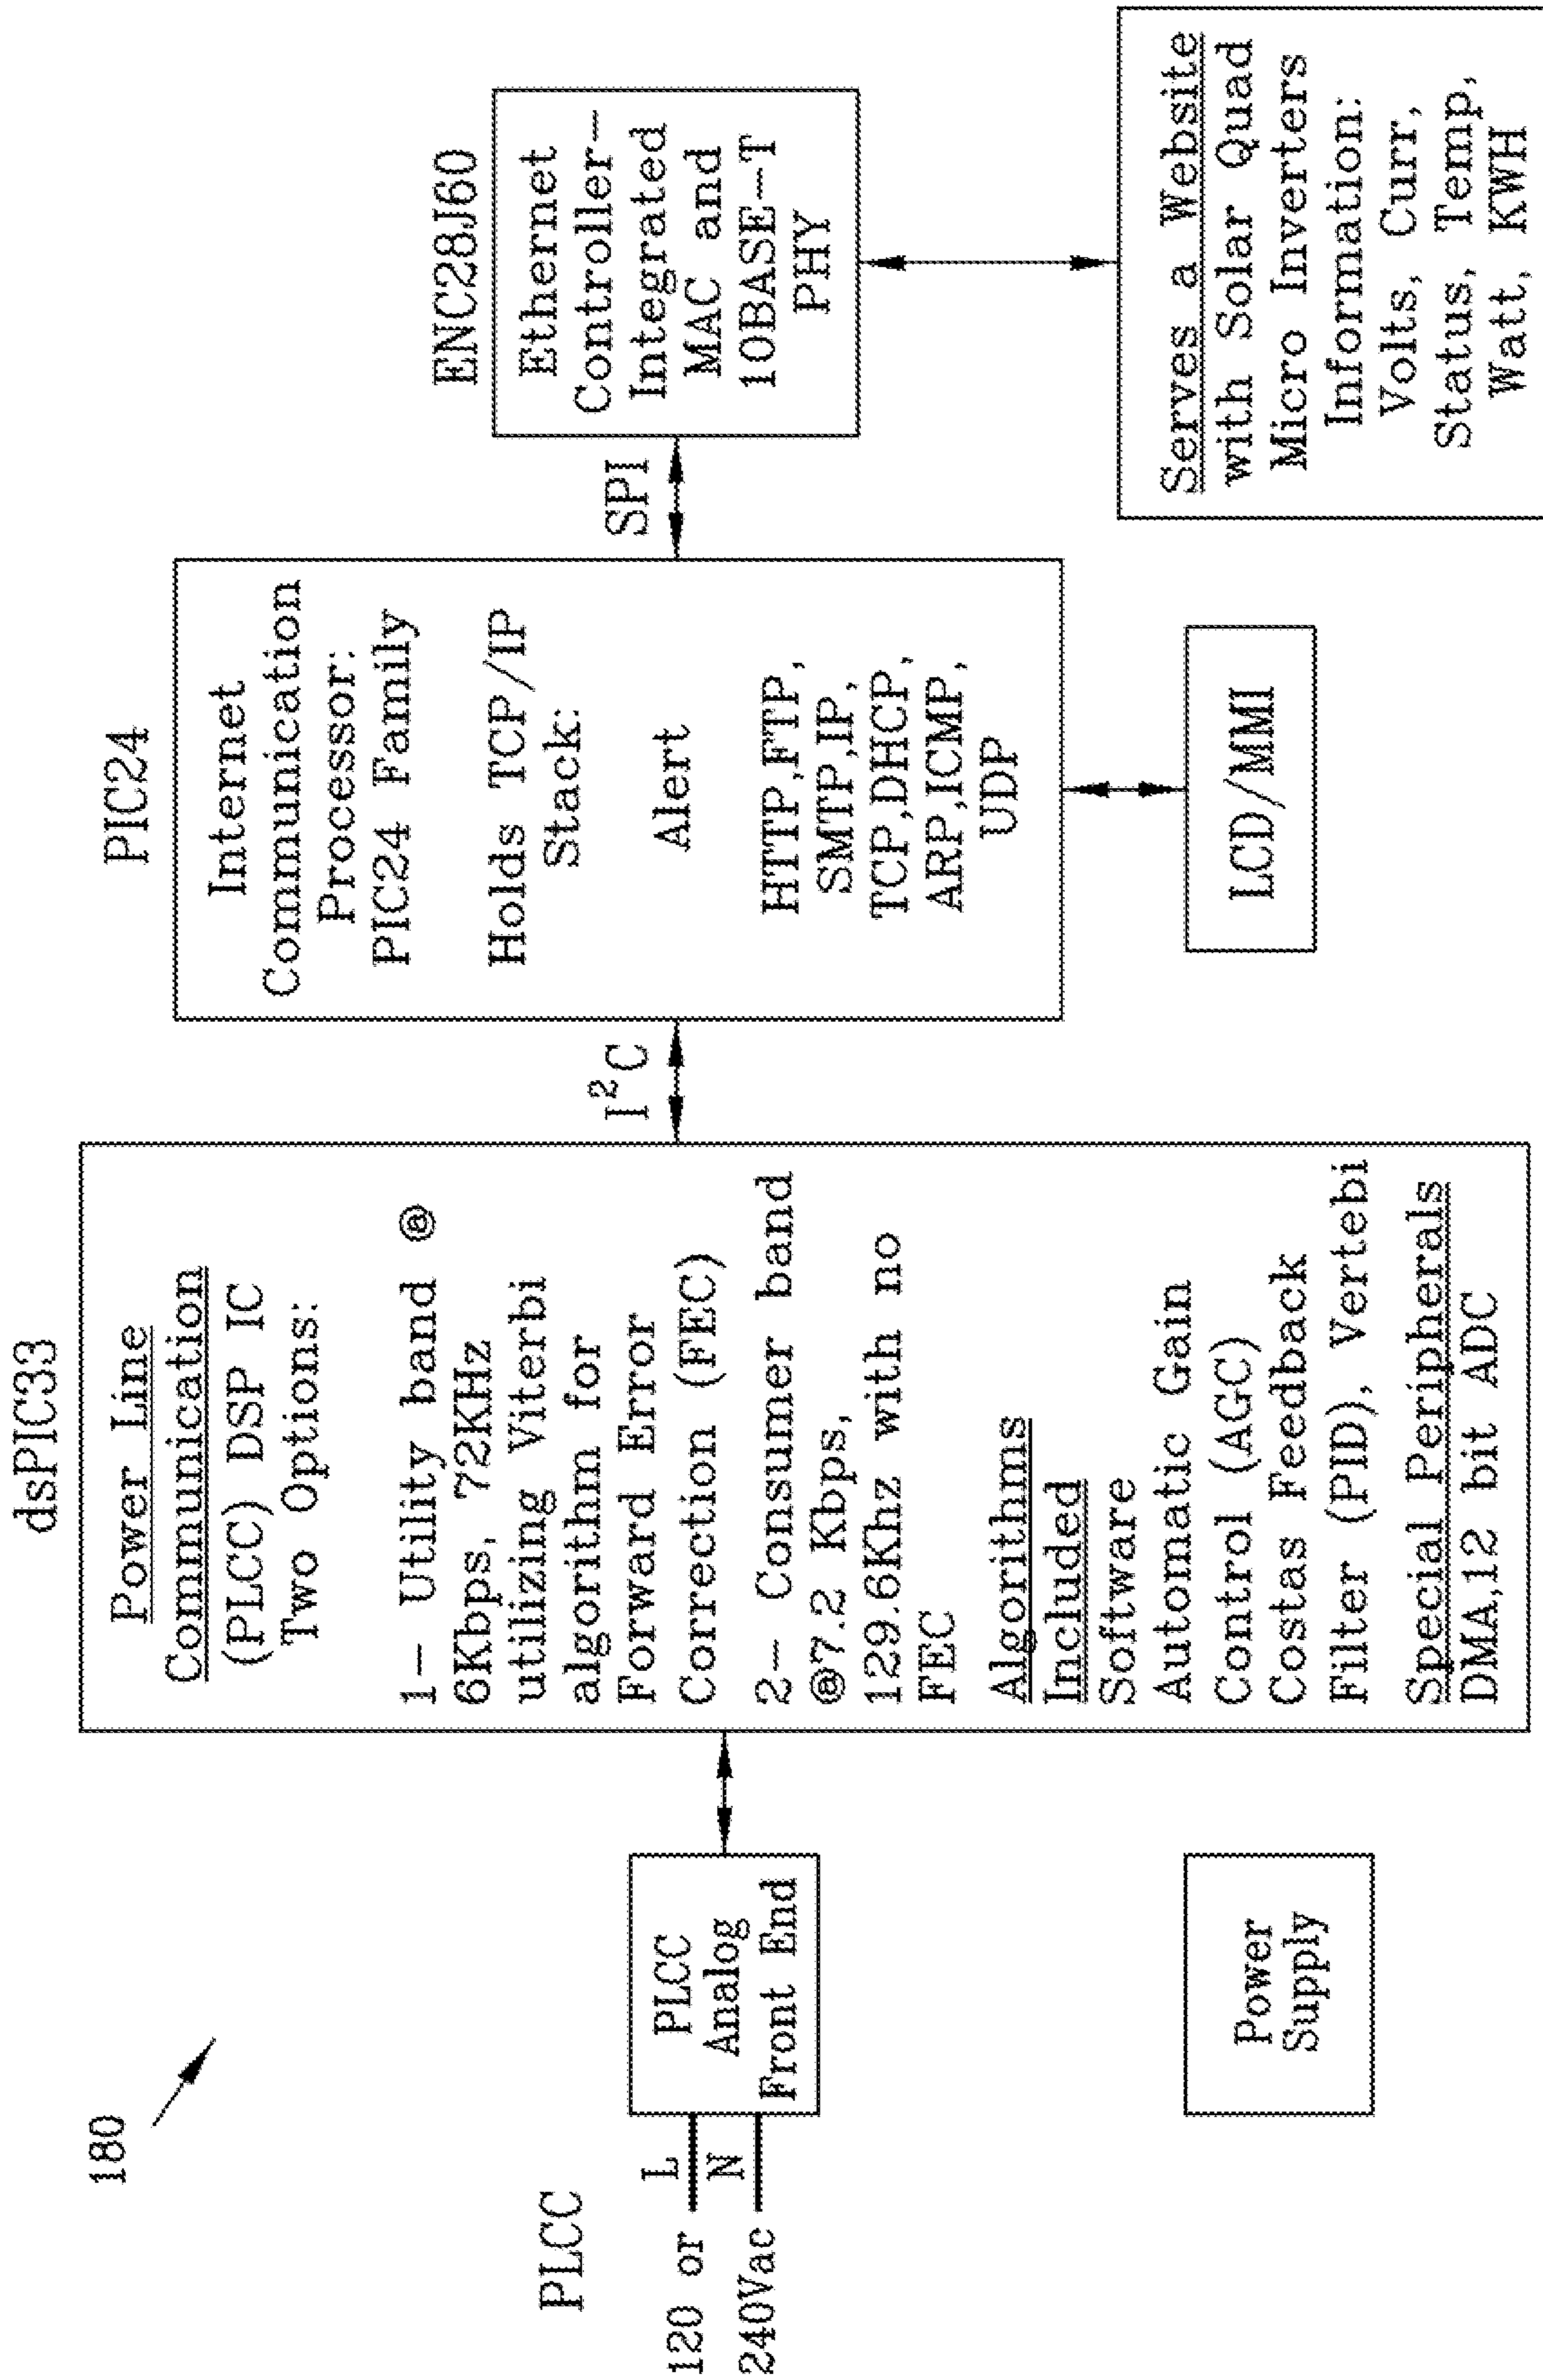 180
PLCC
120 or
240Vac
L
N
PLCC
Analog
Front End
Power
Supply
dsPIC33
Power Line
Communication
(PLCC) DSP IC
Two Options:
1- Utility band @
6Kbps, 72KHz
utilizing Viterbi
algorithm for
Forward Error
Correction (FEC)
2- Consumer band
@7.2 Kbps,
129.6Khz with no
FEC
Algorithms
Included
Software
Automatic Gain
Control (AGC)
Costas Feedback
Filter (PID), Vertebi
Special Peripherals
DMA,12 bit ADC
I²C
PIC24
Internet
Communication
Processor:
PIC24 Family
Holds TCP/IP
Stack:
Alert
HTTP,FTP,
SMTP,IP,
TCP,DHCP,
ARP,ICMP,
UDP
LCD/MMI
SPI
ENC28J60
Ethernet
Controller-
Integrated
MAC and
10BASE-T
PHY
Serves a Website
with Solar Quad
Micro Inverters
Information:
Volts, Curr,
Status, Temp,
Watt, KWH